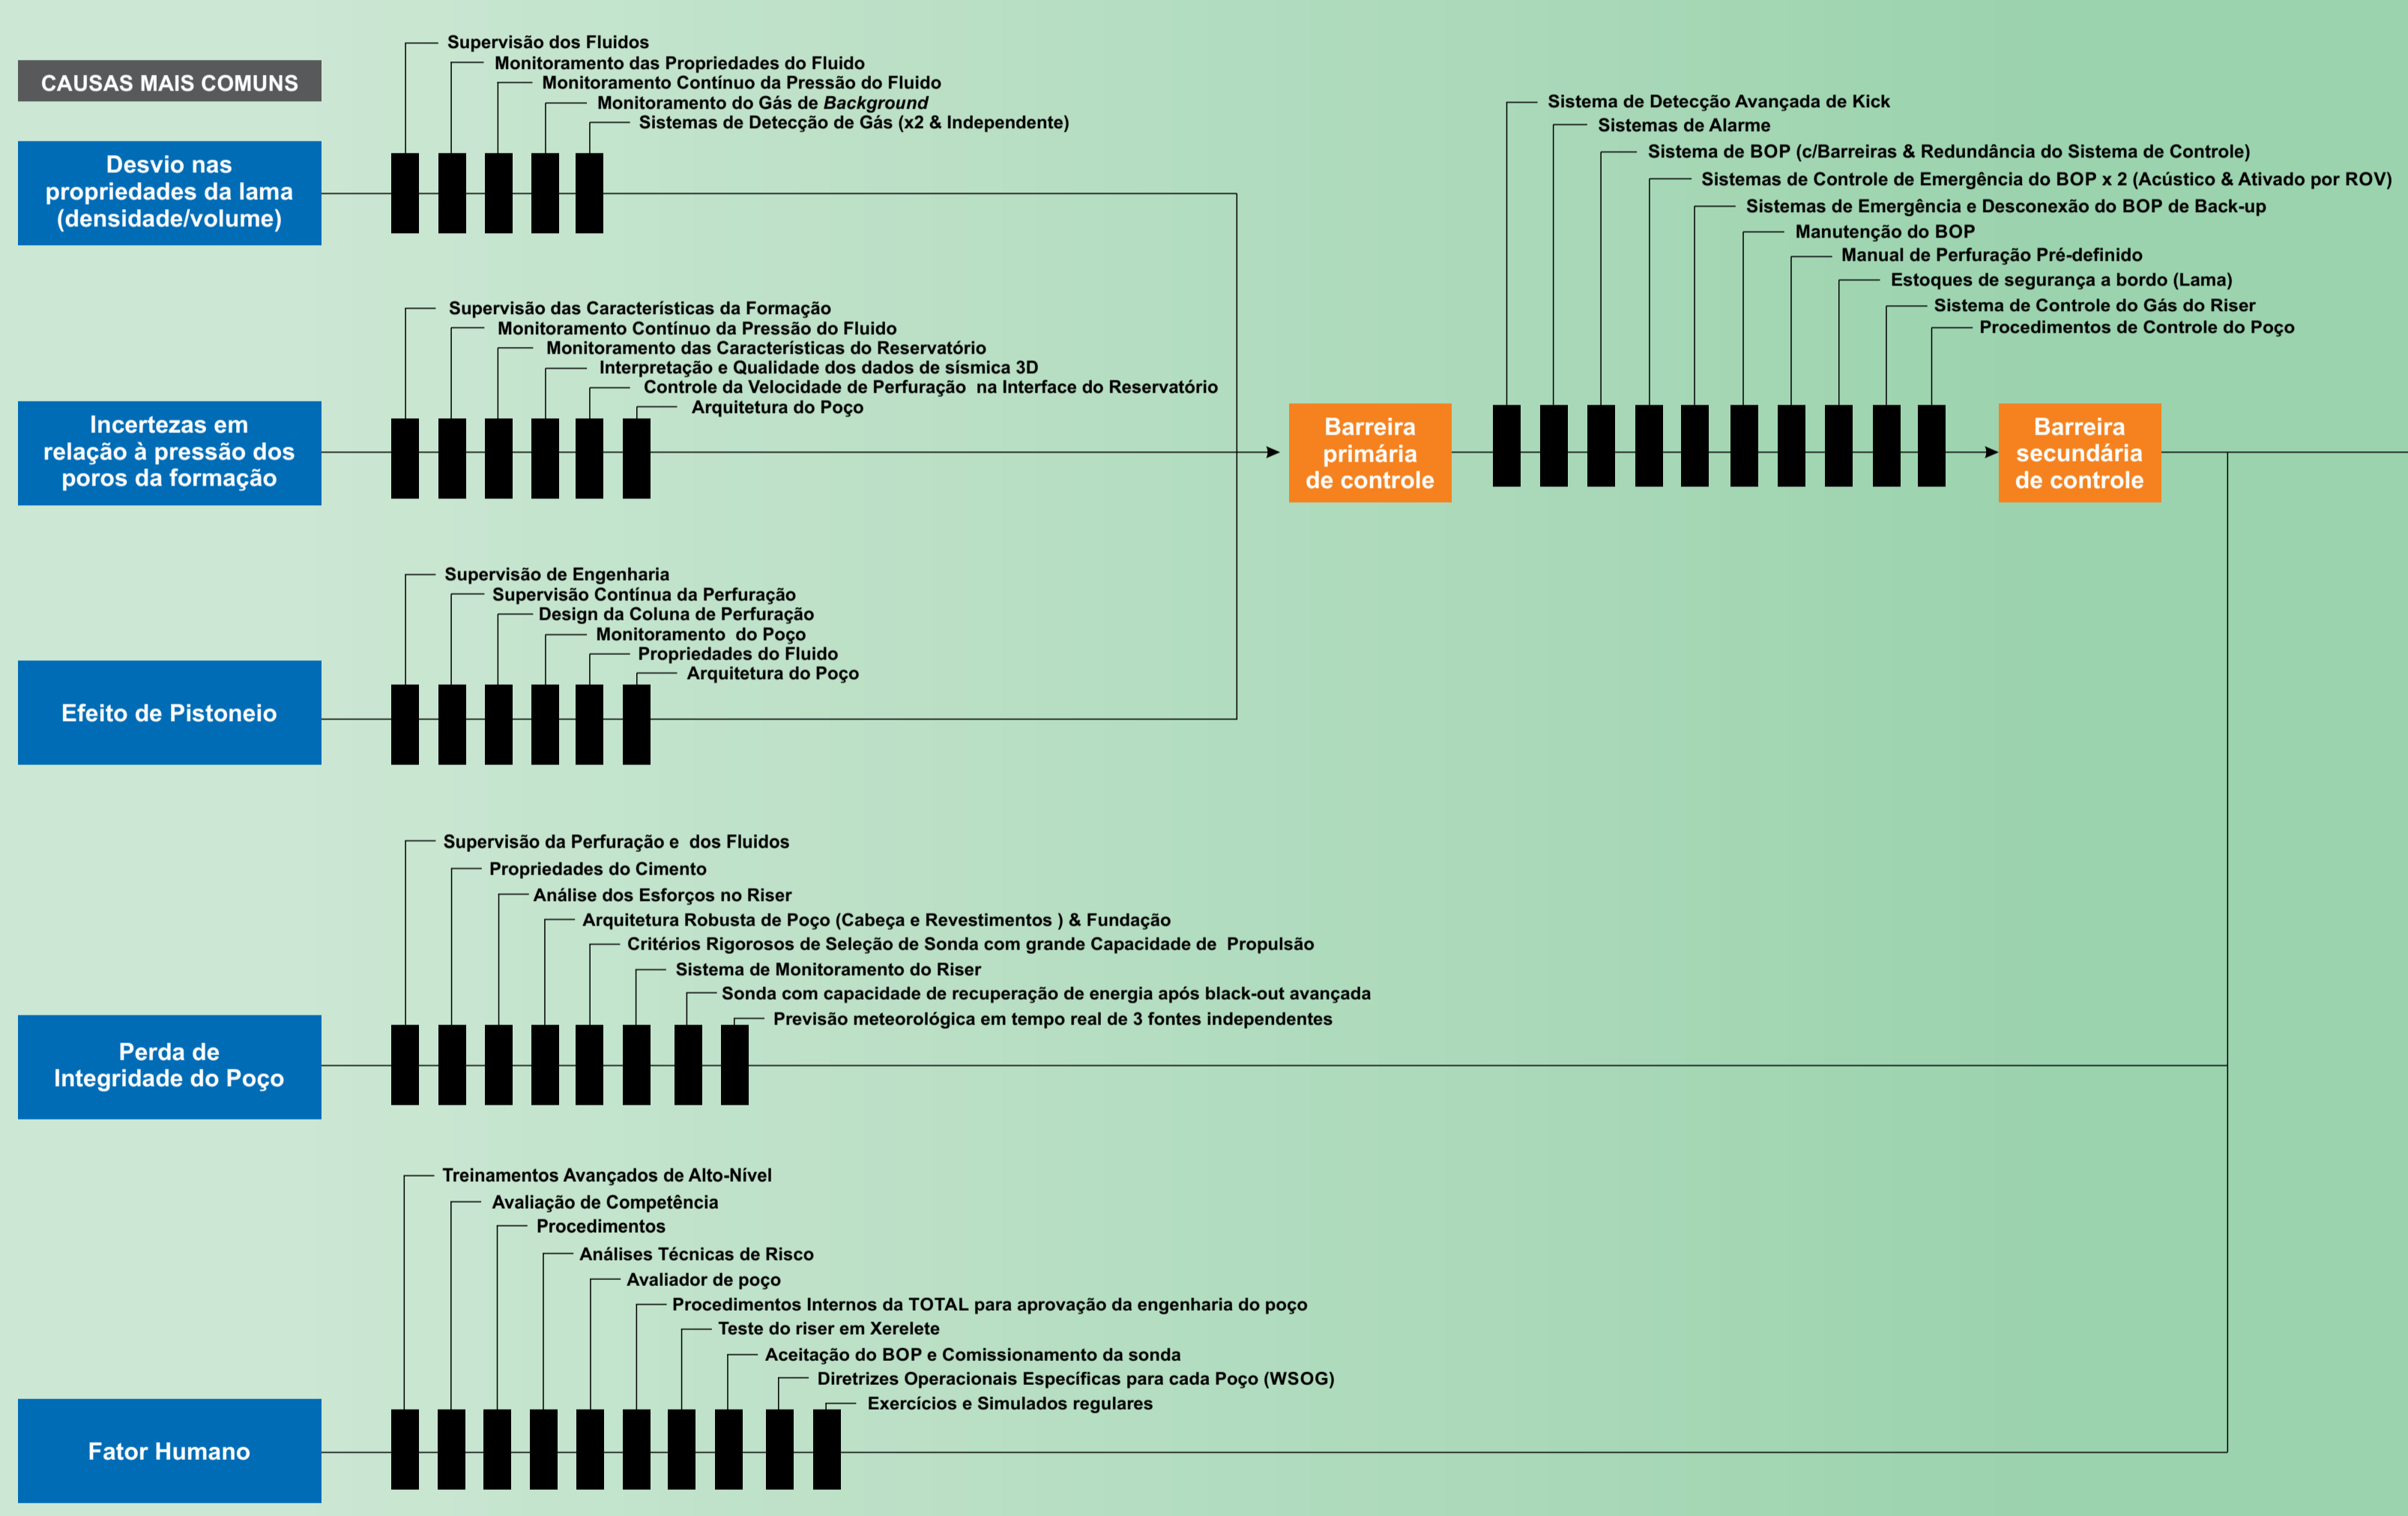 CAUSAS MAIS COMUNS
Desvio nas
propriedades da lama
(densidade/volume)
Supervisão dos Fluidos
Monitoramento das Propriedades do Fluido
Monitoramento Contínuo da Pressão do Fluido
Monitoramento do Gás de Background
Sistemas de Detecção de Gás (x2 & Independente)
Incertezas em
relação à pressão dos
poros da formação
Supervisão das Características da Formação
Monitoramento Contínuo da Pressão do Fluido
Monitoramento das Características do Reservatório
Interpretação e Qualidade dos dados de sísmica 3D
Controle da Velocidade de Perfuração na Interface do Reservatório
Arquitetura do Poço
Efeito de Pistoneio
Supervisão de Engenharia
Supervisão Contínua da Perfuração
Design da Coluna de Perfuração
Monitoramento do Poço
Propriedades do Fluido
Arquitetura do Poço
Barreira
primária
de controle
Sistema de Detecção Avançada de Kick
Sistemas de Alarme
Sistema de BOP (c/Barreiras & Redundância do Sistema de Controle)
Sistemas de Controle de Emergência do BOP x 2 (Acústico & Ativado por ROV)
Sistemas de Emergência e Desconexão do BOP de Back-up
Manutenção do BOP
Manual de Perfuração Pré-definido
Estoques de segurança a bordo (Lama)
Sistema de Controle do Gás do Riser
Procedimentos de Controle do Poço
Barreira
secundária
de controle
Perda de
Integridade do Poço
Supervisão da Perfuração e dos Fluidos
Propriedades do Cimento
Análise dos Esforços no Riser
Arquitetura Robusta de Poço (Cabeça e Revestimentos ) & Fundação
Critérios Rigorosos de Seleção de Sonda com grande Capacidade de Propulsão
Sistema de Monitoramento do Riser
Sonda com capacidade de recuperação de energia após black-out avançada
Previsão meteorológica em tempo real de 3 fontes independentes
Fator Humano
Treinamentos Avançados de Alto-Nível
Avaliação de Competência
Procedimentos
Análises Técnicas de Risco
Avaliador de poço
Procedimentos Internos da TOTAL para aprovação da engenharia do poço
Teste do riser em Xerelete
Aceitação do BOP e Comissionamento da sonda
Diretrizes Operacionais Específicas para cada Poço (WSOG)
Exercícios e Simulados regulares